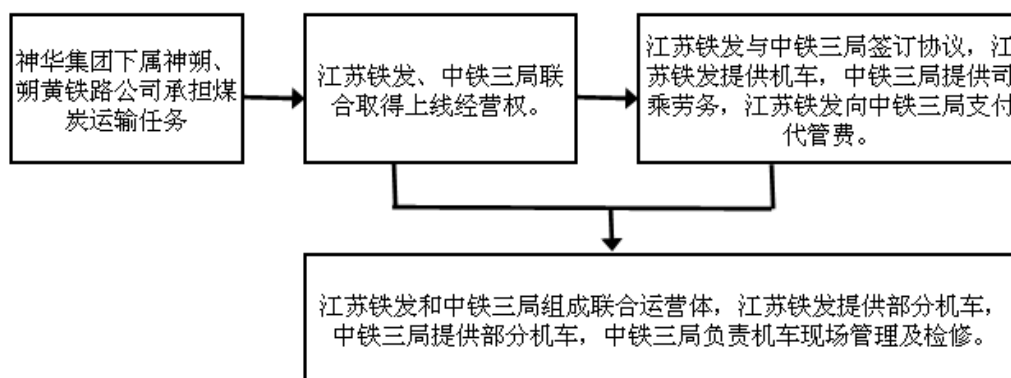 神华集团下属神朔、
朔黄铁路公司承担煤
炭运输任务
江苏铁发、中铁三局联
合取得上线经营权。
江苏铁发与中铁三局签订协议，江
苏铁发提供机车，中铁三局提供司
乘劳务，江苏铁发向中铁三局支付
代管费。
江苏铁发和中铁三局组成联合运营体，江苏铁发提供部分机车，
中铁三局提供部分机车，中铁三局负责机车现场管理及检修。